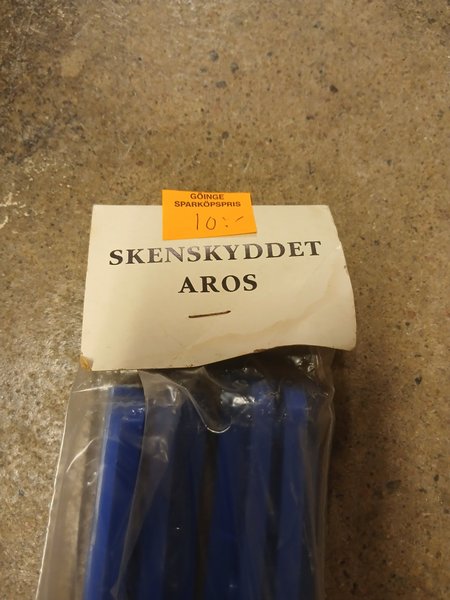 GÖINGE
SPARKÖPSPRIS
10:-
SKENSKYDDET
AROS